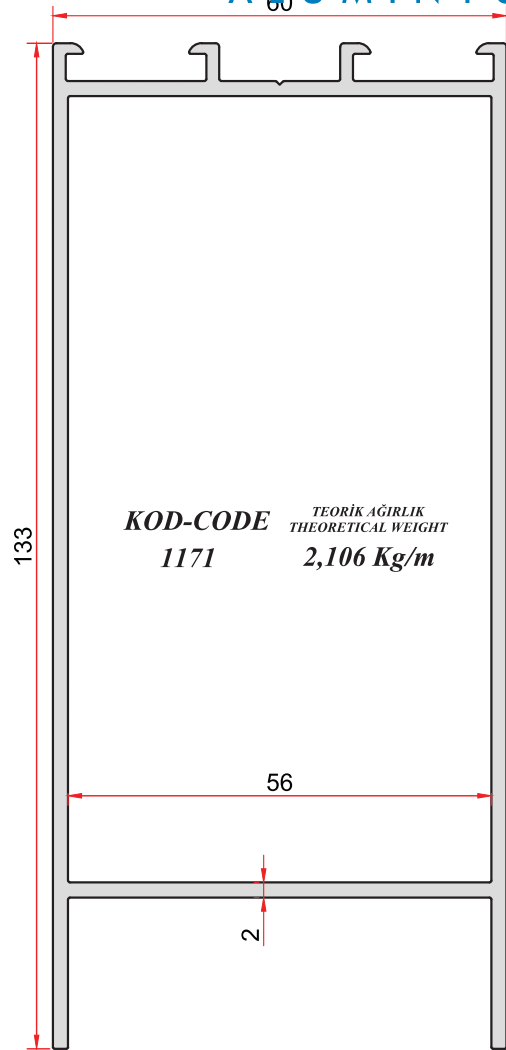 60
133
KOD-CODE
1171
TEORİK AĞIRLIK
THEORETICAL WEIGHT
2,106 Kg/m
56
2